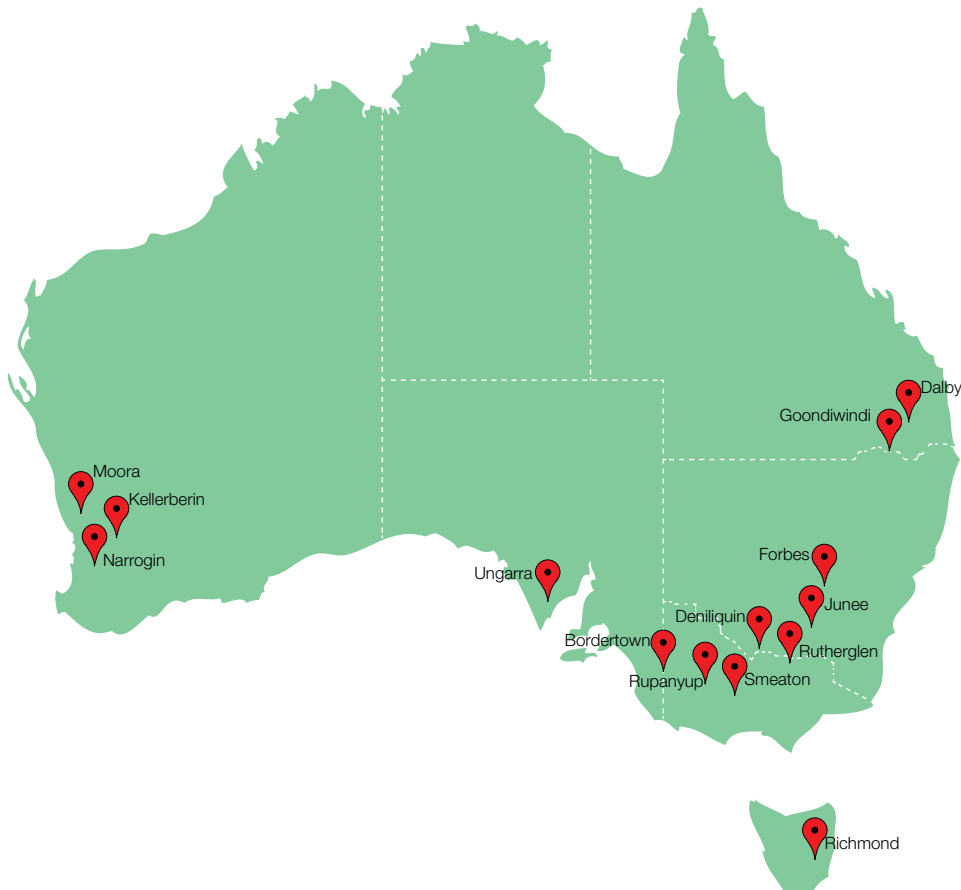 Dalby
Goondiwindi
Moora
Kellerberin
Forbes
Narrogin
Ungarra
Junee
Deniliquin
Bordertown
Rutherglen
Rupanyup
Smeaton
Richmond